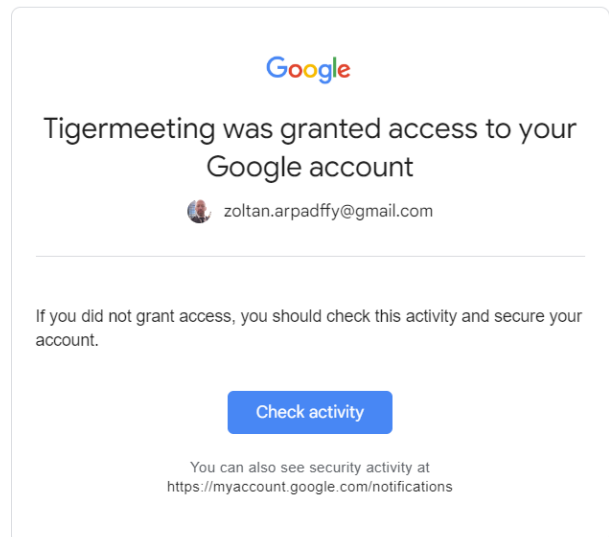 Google
Tigermeeting was granted access to your
Google account
zoltan.arpadffy@gmail.com
If you did not grant access, you should check this activity and secure your
account.
Check activity
You can also see security activity at
https://myaccount.google.com/notifications